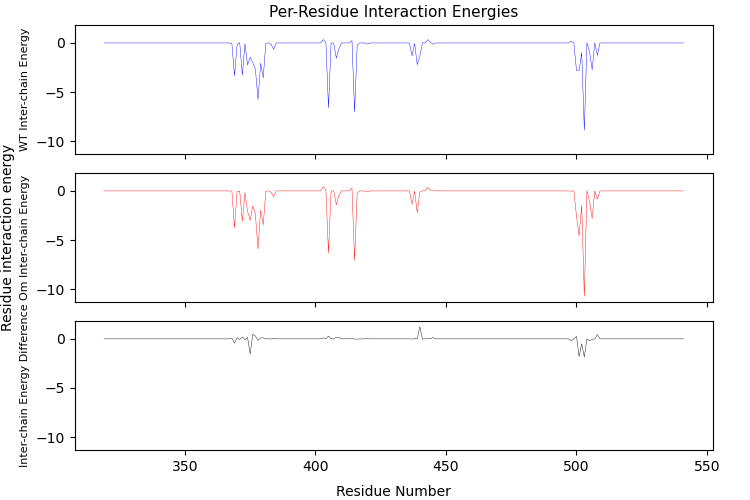 Per-Residue Interaction Energies
Residue interaction energy
WT Inter-chain Energy
0
−5
−10
Om Inter-chain Energy
0
−5
−10
Inter-chain Energy Difference
0
−5
−10
350
400
450
500
550
Residue Number